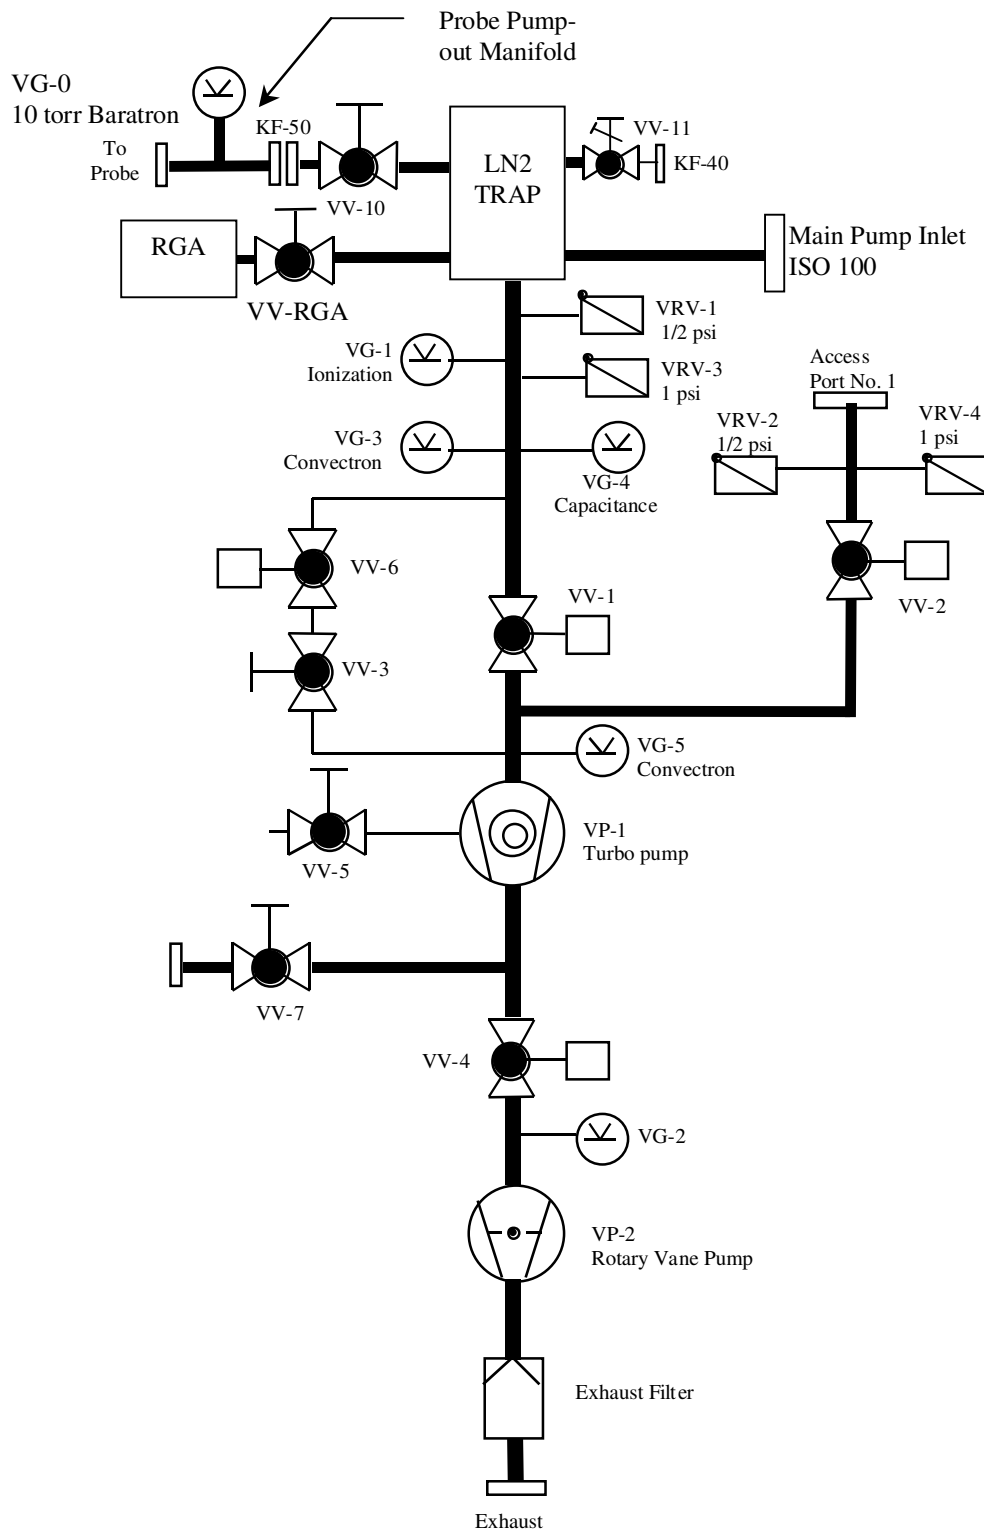 Probe Pump-
out Manifold
VG-0
10 torr Baratron
To
Probe
KF-50
VV-10
LN2
TRAP
VV-11
KF-40
RGA
VV-RGA
Main Pump Inlet
ISO 100
VRV-1
1/2 psi
VG-1
Ionization
VRV-3
1 psi
Access
Port No. 1
VRV-2
1/2 psi
VRV-4
1 psi
VG-3
Convectron
VG-4
Capacitance
VV-6
VV-1
VV-2
VV-3
VG-5
Convectron
VP-1
Turbo pump
VV-5
VV-7
VV-4
VG-2
VP-2
Rotary Vane Pump
Exhaust Filter
Exhaust